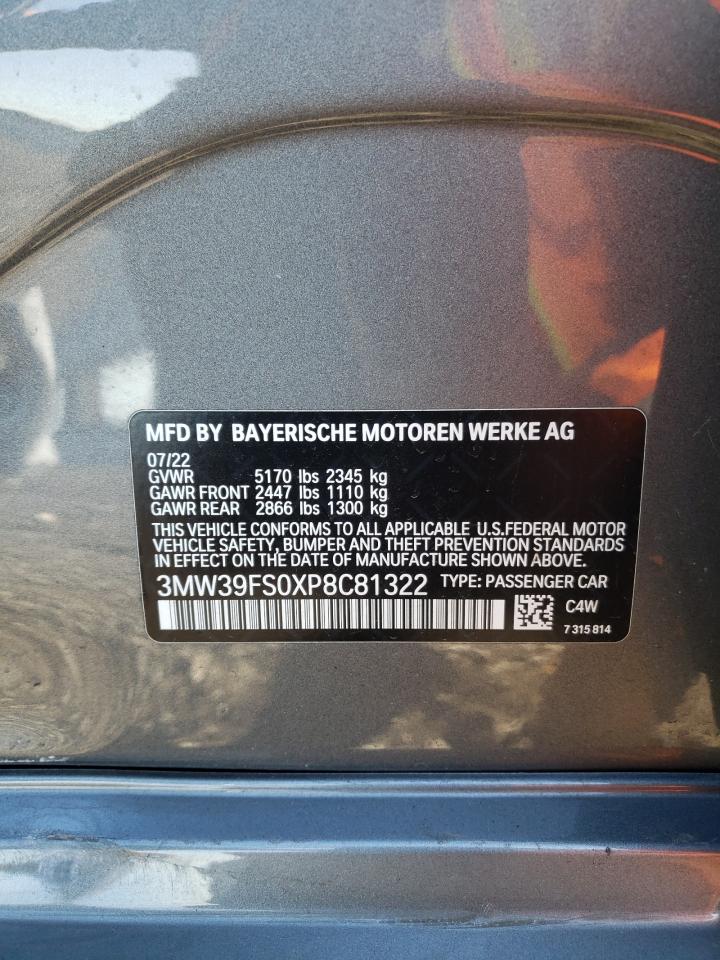 MFD BY BAYERISCHE MOTOREN WERKE AG
07/22
GVWR 5170 lbs 2345 kg
GAWR FRONT 2447 lbs 1110 kg
GAWR REAR 2866 lbs 1300 kg
THIS VEHICLE CONFORMS TO ALL APPLICABLE U.S.FEDERAL MOTOR
VEHICLE SAFETY, BUMPER AND THEFT PREVENTION STANDARDS
IN EFFECT ON THE DATE OF MANUFACTURE SHOWN ABOVE.
3MW39FS0XP8C81322 TYPE: PASSENGER CAR
C4W
7 315 814